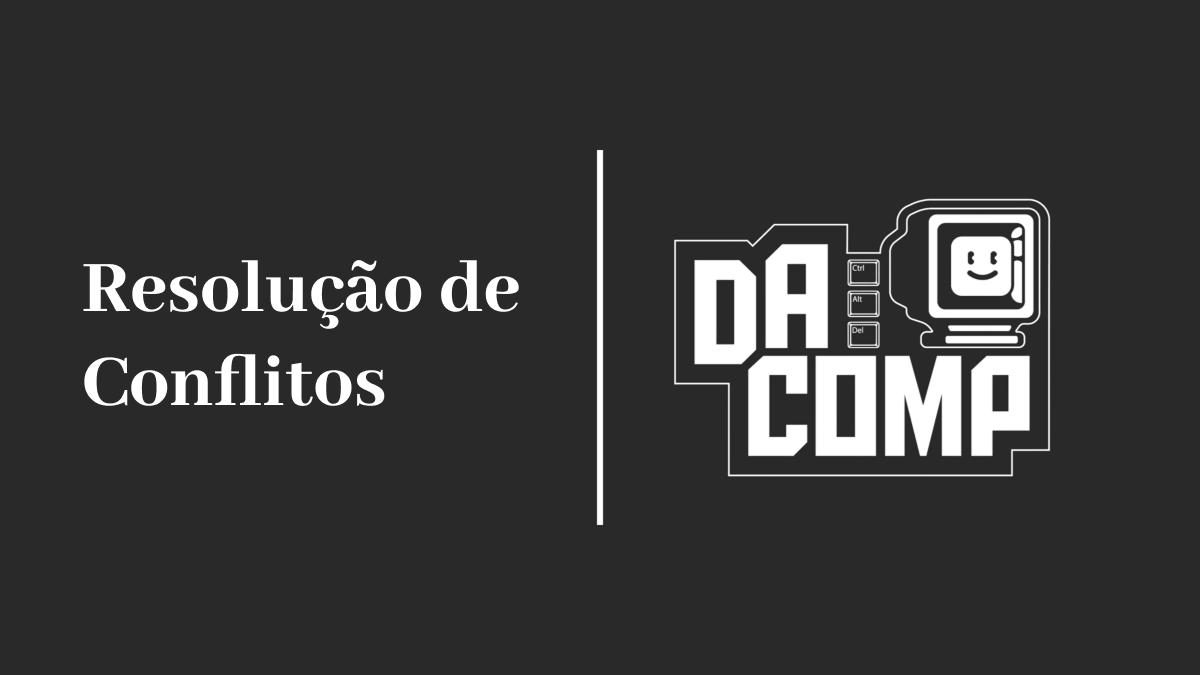 Resolução de
Conflitos
DA
Ctrl
Alt
Del
COMP